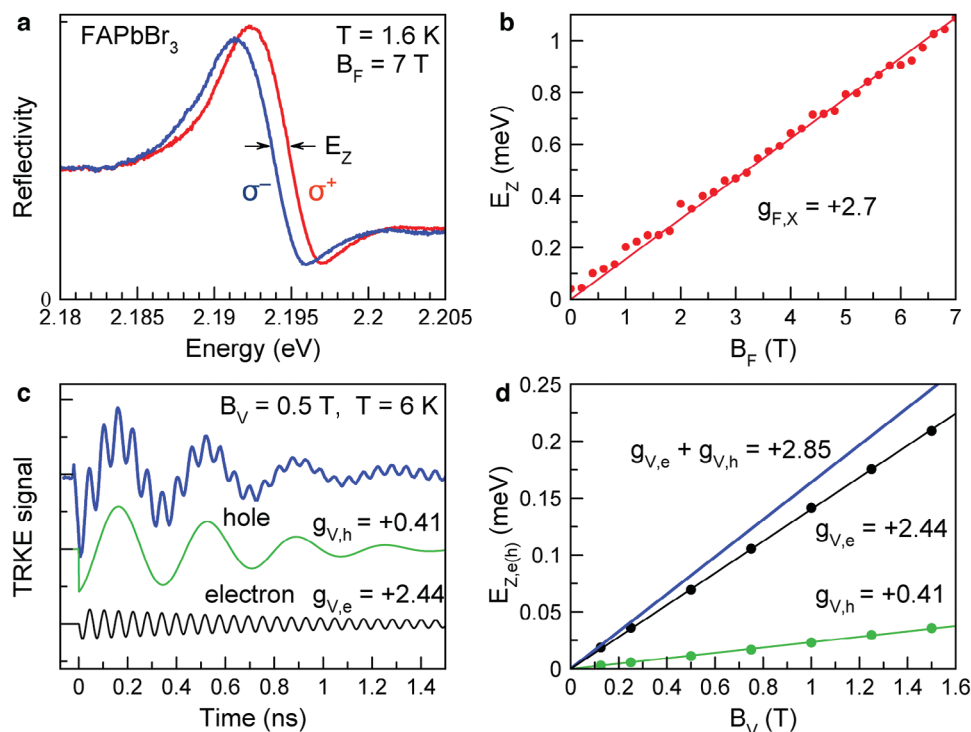 a
FAPbBr₃
T = 1.6 K
B_F = 7 T
E_Z
σ⁻
σ⁺
Reflectivity
0
2.18 2.185 2.19 2.195 2.2 2.205
Energy (eV)
b
E_Z (meV)
1
0.8
0.6
0.4
0.2
0
g_F,X = +2.7
0 1 2 3 4 5 6 7
B_F (T)
c
B_V = 0.5 T, T = 6 K
TRKE signal
hole
g_V,h = +0.41
electron g_V,e = +2.44
0 0.2 0.4 0.6 0.8 1.0 1.2 1.4
Time (ns)
d
E_Z,e(h) (meV)
0.25
0.2
0.15
0.1
0.05
0
g_V,e + g_V,h = +2.85
g_V,e = +2.44
g_V,h = +0.41
0 0.2 0.4 0.6 0.8 1.0 1.2 1.4 1.6
B_V (T)